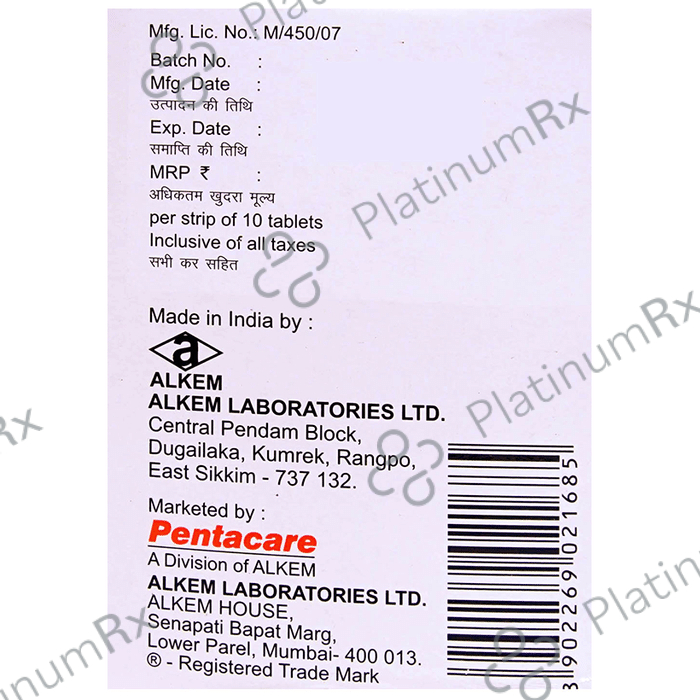 Mfg. Lic. No.: M/450/07
Batch No. :
Mfg. Date :
उत्पादन की तिथि
Exp. Date :
समाप्ति की तिथि
MRP ₹ :
अधिकतम खुदरा मूल्य
per strip of 10 tablets
Inclusive of all taxes
सभी कर सहित
Made in India by :
a
ALKEM
ALKEM LABORATORIES LTD.
Central Pendam Block,
Dugailaka, Kumrek, Rangpo,
East Sikkim - 737 132.
Marketed by :
Pentacare
A Division of ALKEM
ALKEM LABORATORIES LTD.
ALKEM HOUSE,
Senapati Bapat Marg,
Lower Parel, Mumbai- 400 013.
® - Registered Trade Mark
3902269021685
PlatinumRx
PlatinumRx
PlatinumRx
PlatinumRx